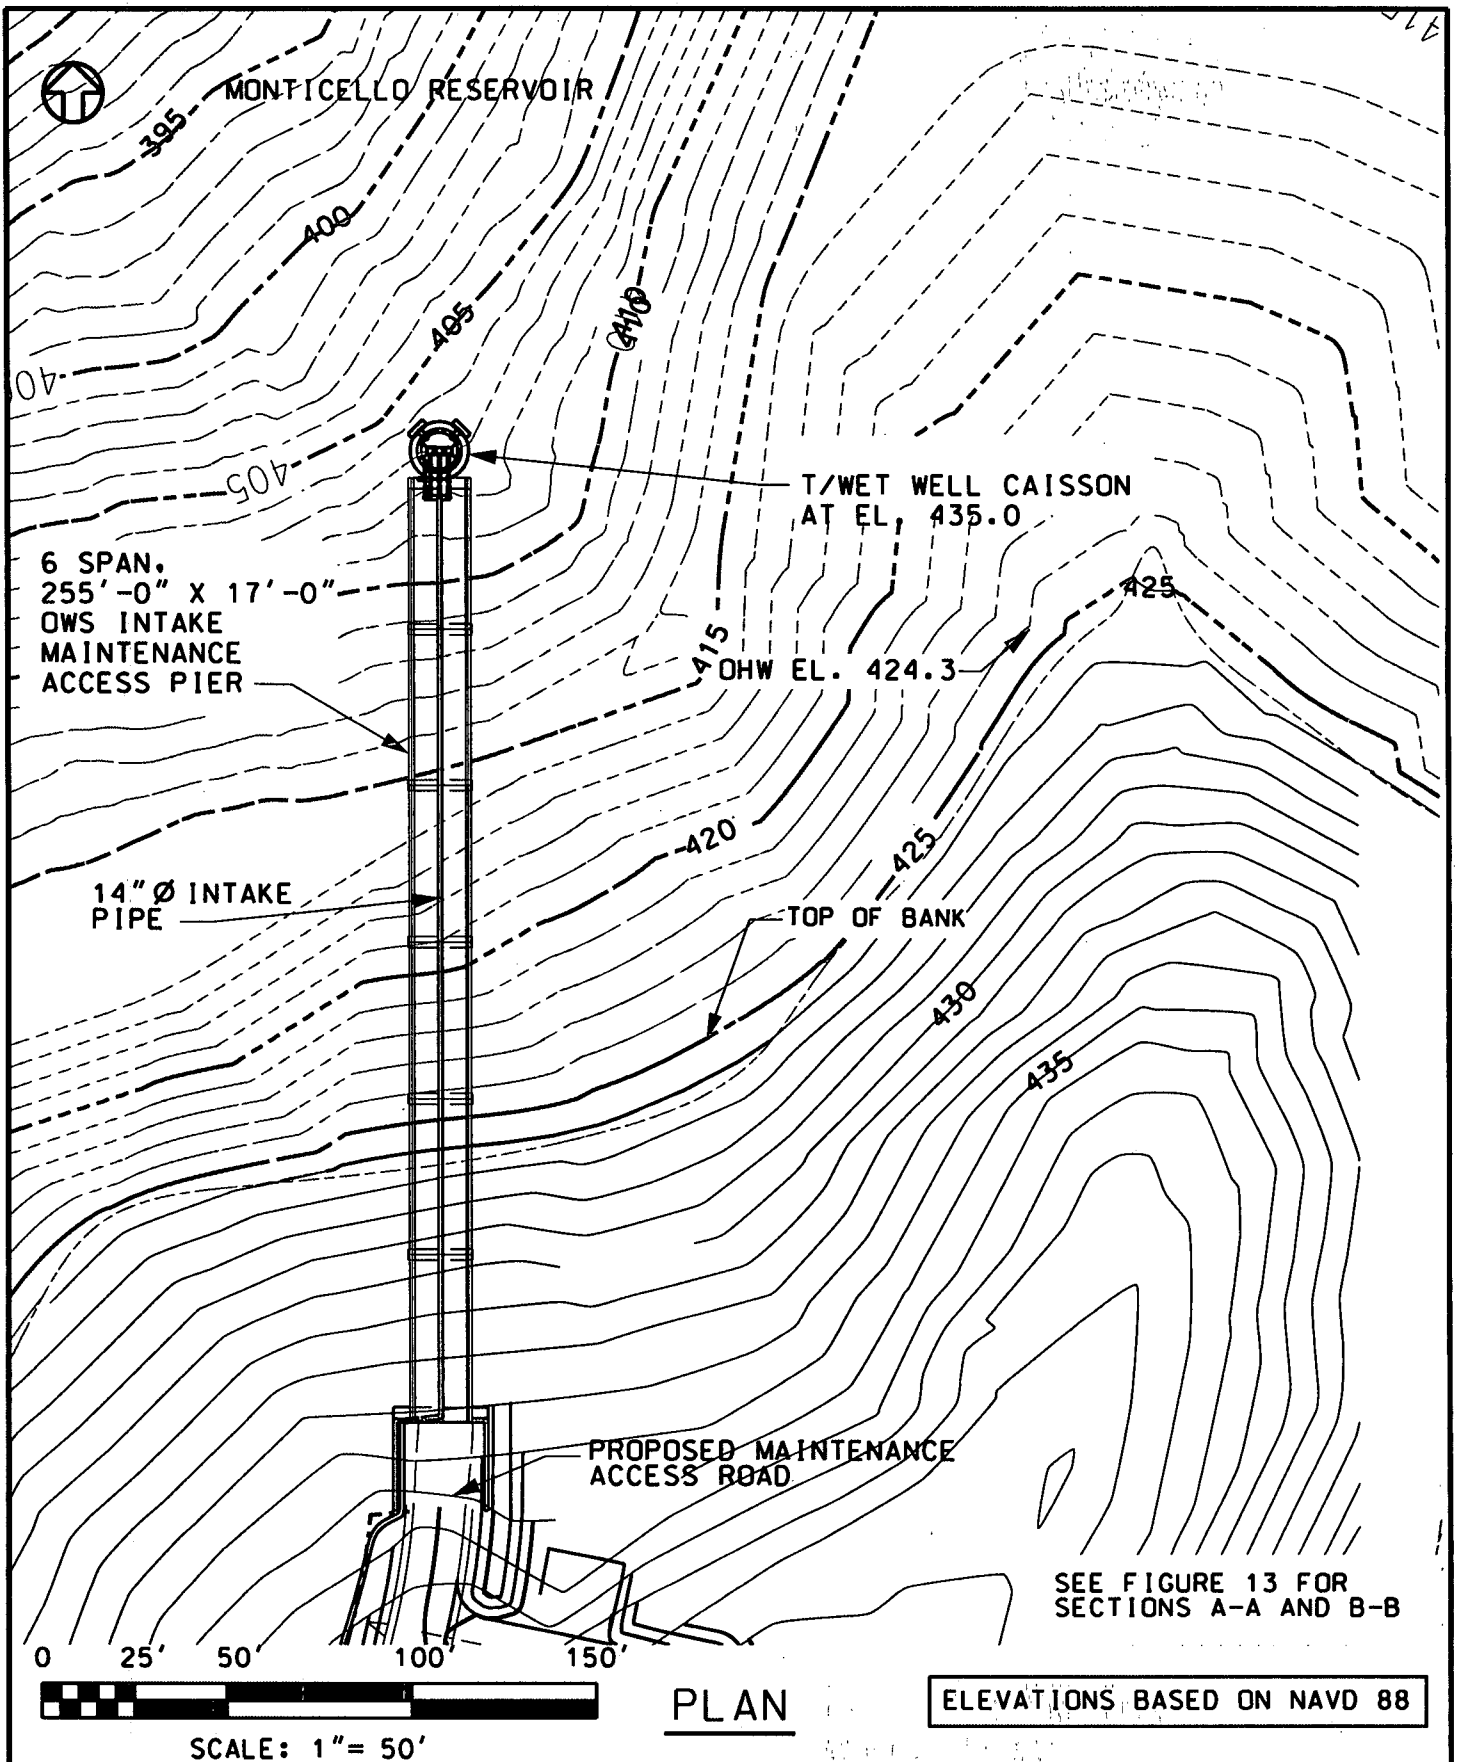 MONTICELLO RESERVOIR
395
400
405
410
405
T/WET WELL CAISSON
AT EL. 435.0
6 SPAN,
255'-0" X 17'-0"
OWS INTAKE
MAINTENANCE
ACCESS PIER
425
415
OHW EL. 424.3
420
425
14"Ø INTAKE
PIPE
TOP OF BANK
430
435
PROPOSED MAINTENANCE
ACCESS ROAD
SEE FIGURE 13 FOR
SECTIONS A-A AND B-B
0 25' 50' 100' 150'
SCALE: 1"= 50'
PLAN
ELEVATIONS BASED ON NAVD 88